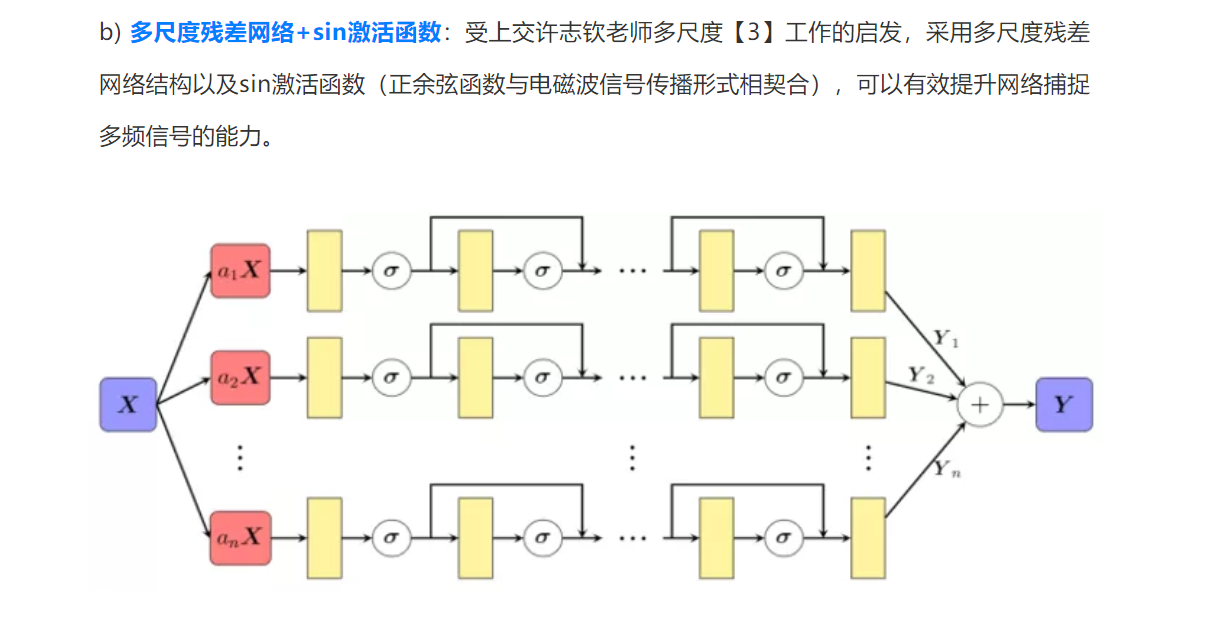 b) 多尺度残差网络+sin激活函数：受上交许志钦老师多尺度【3】工作的启发，采用多尺度残差
网络结构以及sin激活函数（正余弦函数与电磁波信号传播形式相契合），可以有效提升网络捕捉
多频信号的能力。
a₁X σ σ ... σ
Y₁
a₂X σ σ ... σ
Y₂
X + Y
⋮ ⋮ ⋮
Yₙ
aₙX σ σ ... σ